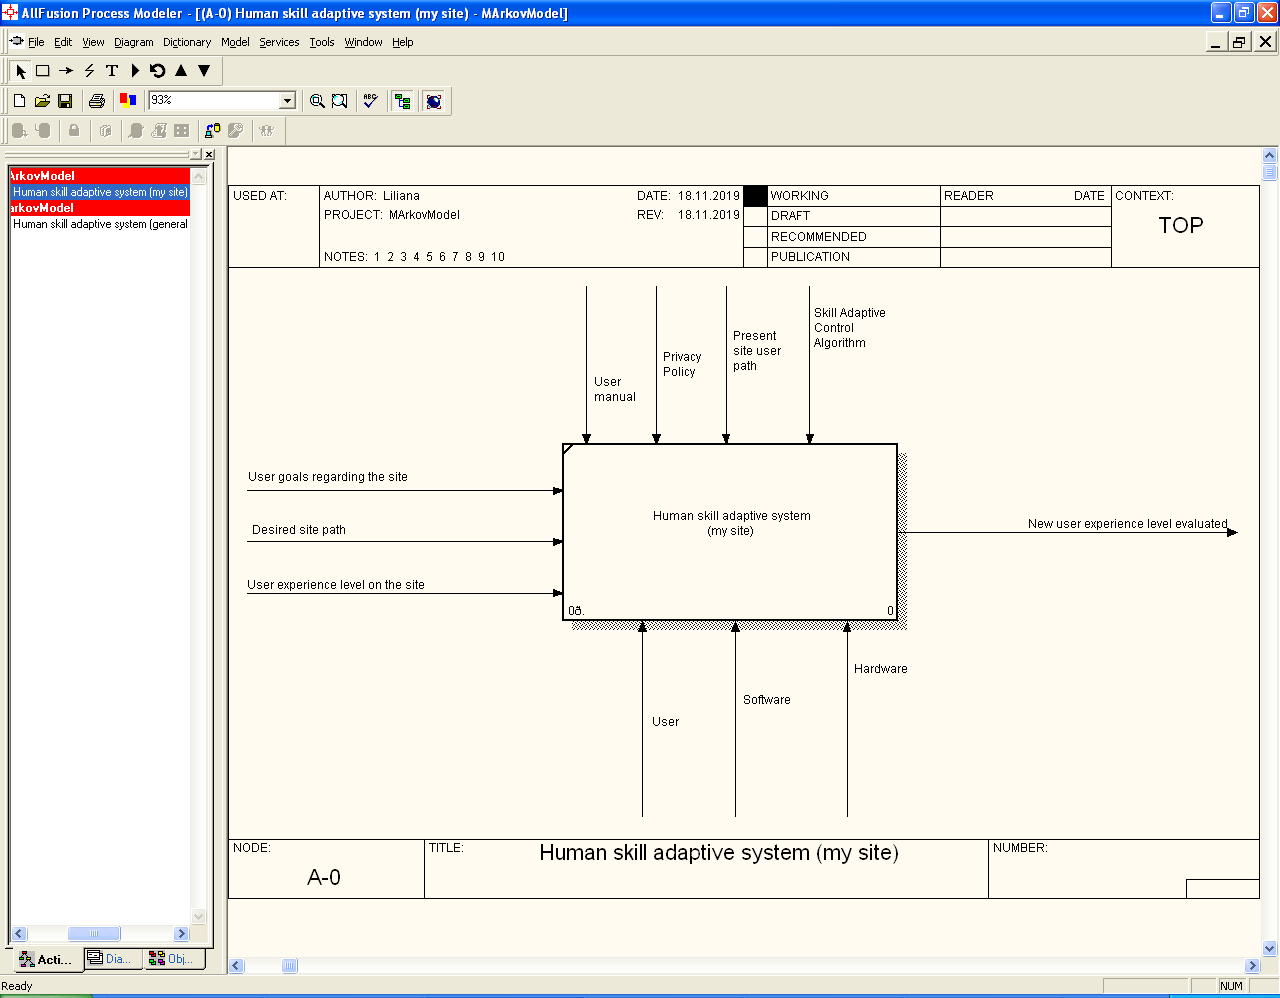 AllFusion Process Modeler - [(A-0) Human skill adaptive system (my site) - MArkovModel]
File Edit View Diagram Dictionary Model Services Tools Window Help
T
93%
ABC
ArkovModel
Human skill adaptive system (my site)
arkovModel
Human skill adaptive system (general
Acti... Dia... Obj...
USED AT:
AUTHOR: Liliana
DATE: 18.11.2019
PROJECT: MArkovModel
REV: 18.11.2019
NOTES: 1 2 3 4 5 6 7 8 9 10
WORKING
DRAFT
RECOMMENDED
PUBLICATION
READER DATE
CONTEXT:
TOP
User
manual
Privacy
Policy
Present
site user
path
Skill Adaptive
Control
Algorithm
User goals regarding the site
Desired site path
User experience level on the site
Human skill adaptive system
(my site)
0ð. 0
New user experience level evaluated
User
Software
Hardware
NODE:
A-0
TITLE:
Human skill adaptive system (my site)
NUMBER:
Ready
NUM